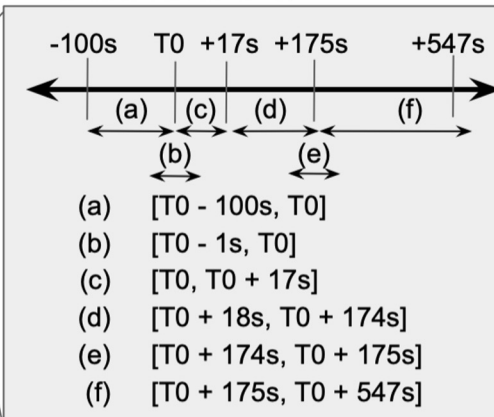 -100s T0 +17s +175s +547s
(a) (c) (d) (f)
(b) (e)
(a) [T0 - 100s, T0]
(b) [T0 - 1s, T0]
(c) [T0, T0 + 17s]
(d) [T0 + 18s, T0 + 174s]
(e) [T0 + 174s, T0 + 175s]
(f) [T0 + 175s, T0 + 547s]